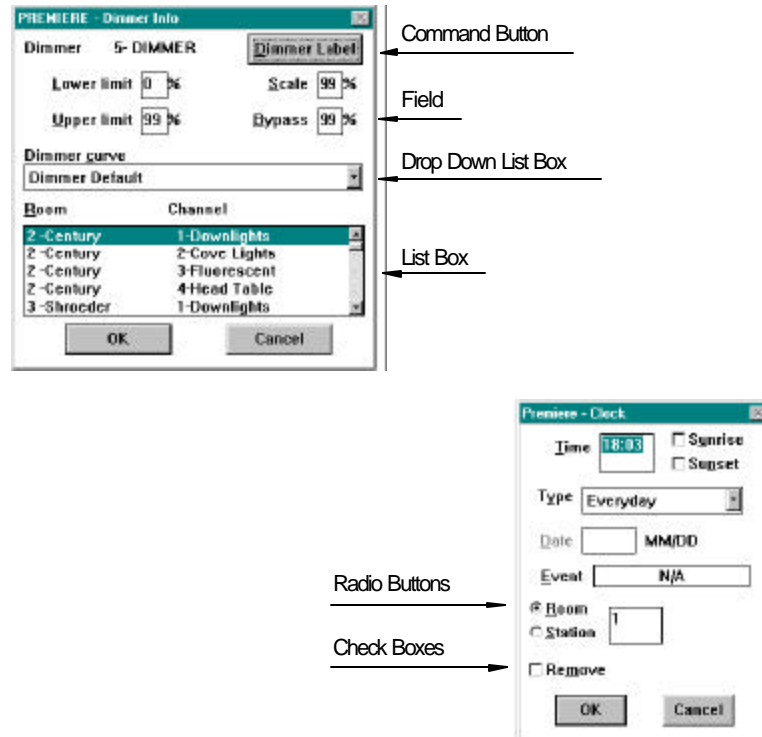 PREMIERE - Dimmer Info
Dimmer 5- DIMMER Dimmer Label
Command Button
Lower limit 0 % Scale 99 %
Field
Upper limit 99 % Bypass 99 %
Dimmer curve
Drop Down List Box
Dimmer Default
Room Channel
2 -Century 1-Downlights
2 -Century 2-Cove Lights
List Box
2 -Century 3-Fluorescent
2 -Century 4-Head Table
3 -Shroeder 1-Downlights
OK Cancel
Premiere - Clock
Time 18:03 Sunrise
Sunset
Type Everyday
Date MM/DD
Event N/A
Radio Buttons
Room 1
Station
Check Boxes
Remove
OK Cancel